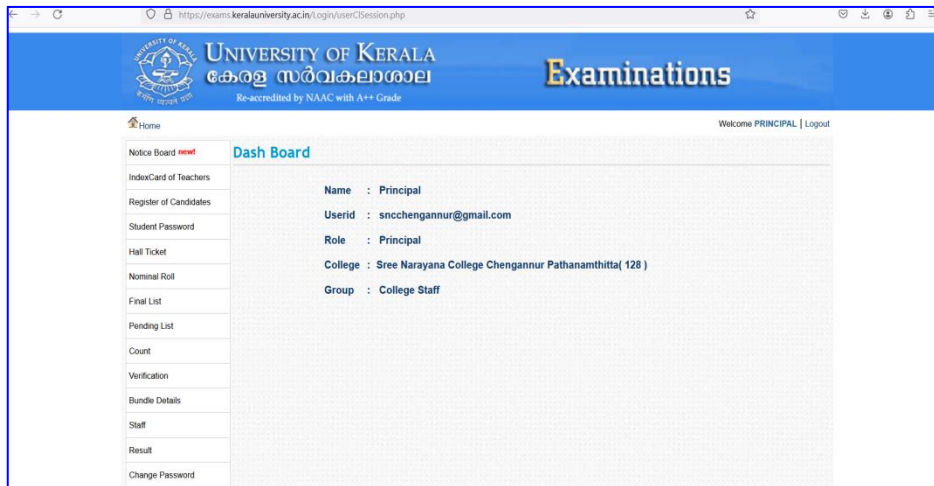 https://exams.keralauniversity.ac.in/Login/userClSession.php
UNIVERSITY OF KERALA
കേരള സർവകലാശാല
Re-accredited by NAAC with A++ Grade
Examinations
Home
Welcome PRINCIPAL | Logout
Notice Board new!
IndexCard of Teachers
Register of Candidates
Student Password
Hall Ticket
Nominal Roll
Final List
Pending List
Count
Verification
Bundle Details
Staff
Result
Change Password
Dash Board
Name : Principal
Userid : sncchengannur@gmail.com
Role : Principal
College : Sree Narayana College Chengannur Pathanamthitta( 128 )
Group : College Staff